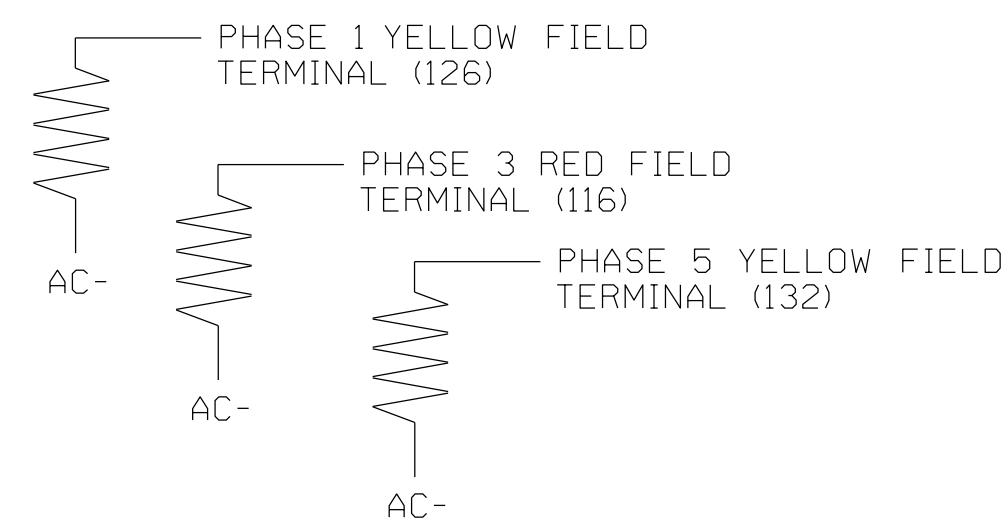 PHASE 1 YELLOW FIELD
TERMINAL (126)
AC-
PHASE 3 RED FIELD
TERMINAL (116)
AC-
PHASE 5 YELLOW FIELD
TERMINAL (132)
AC-